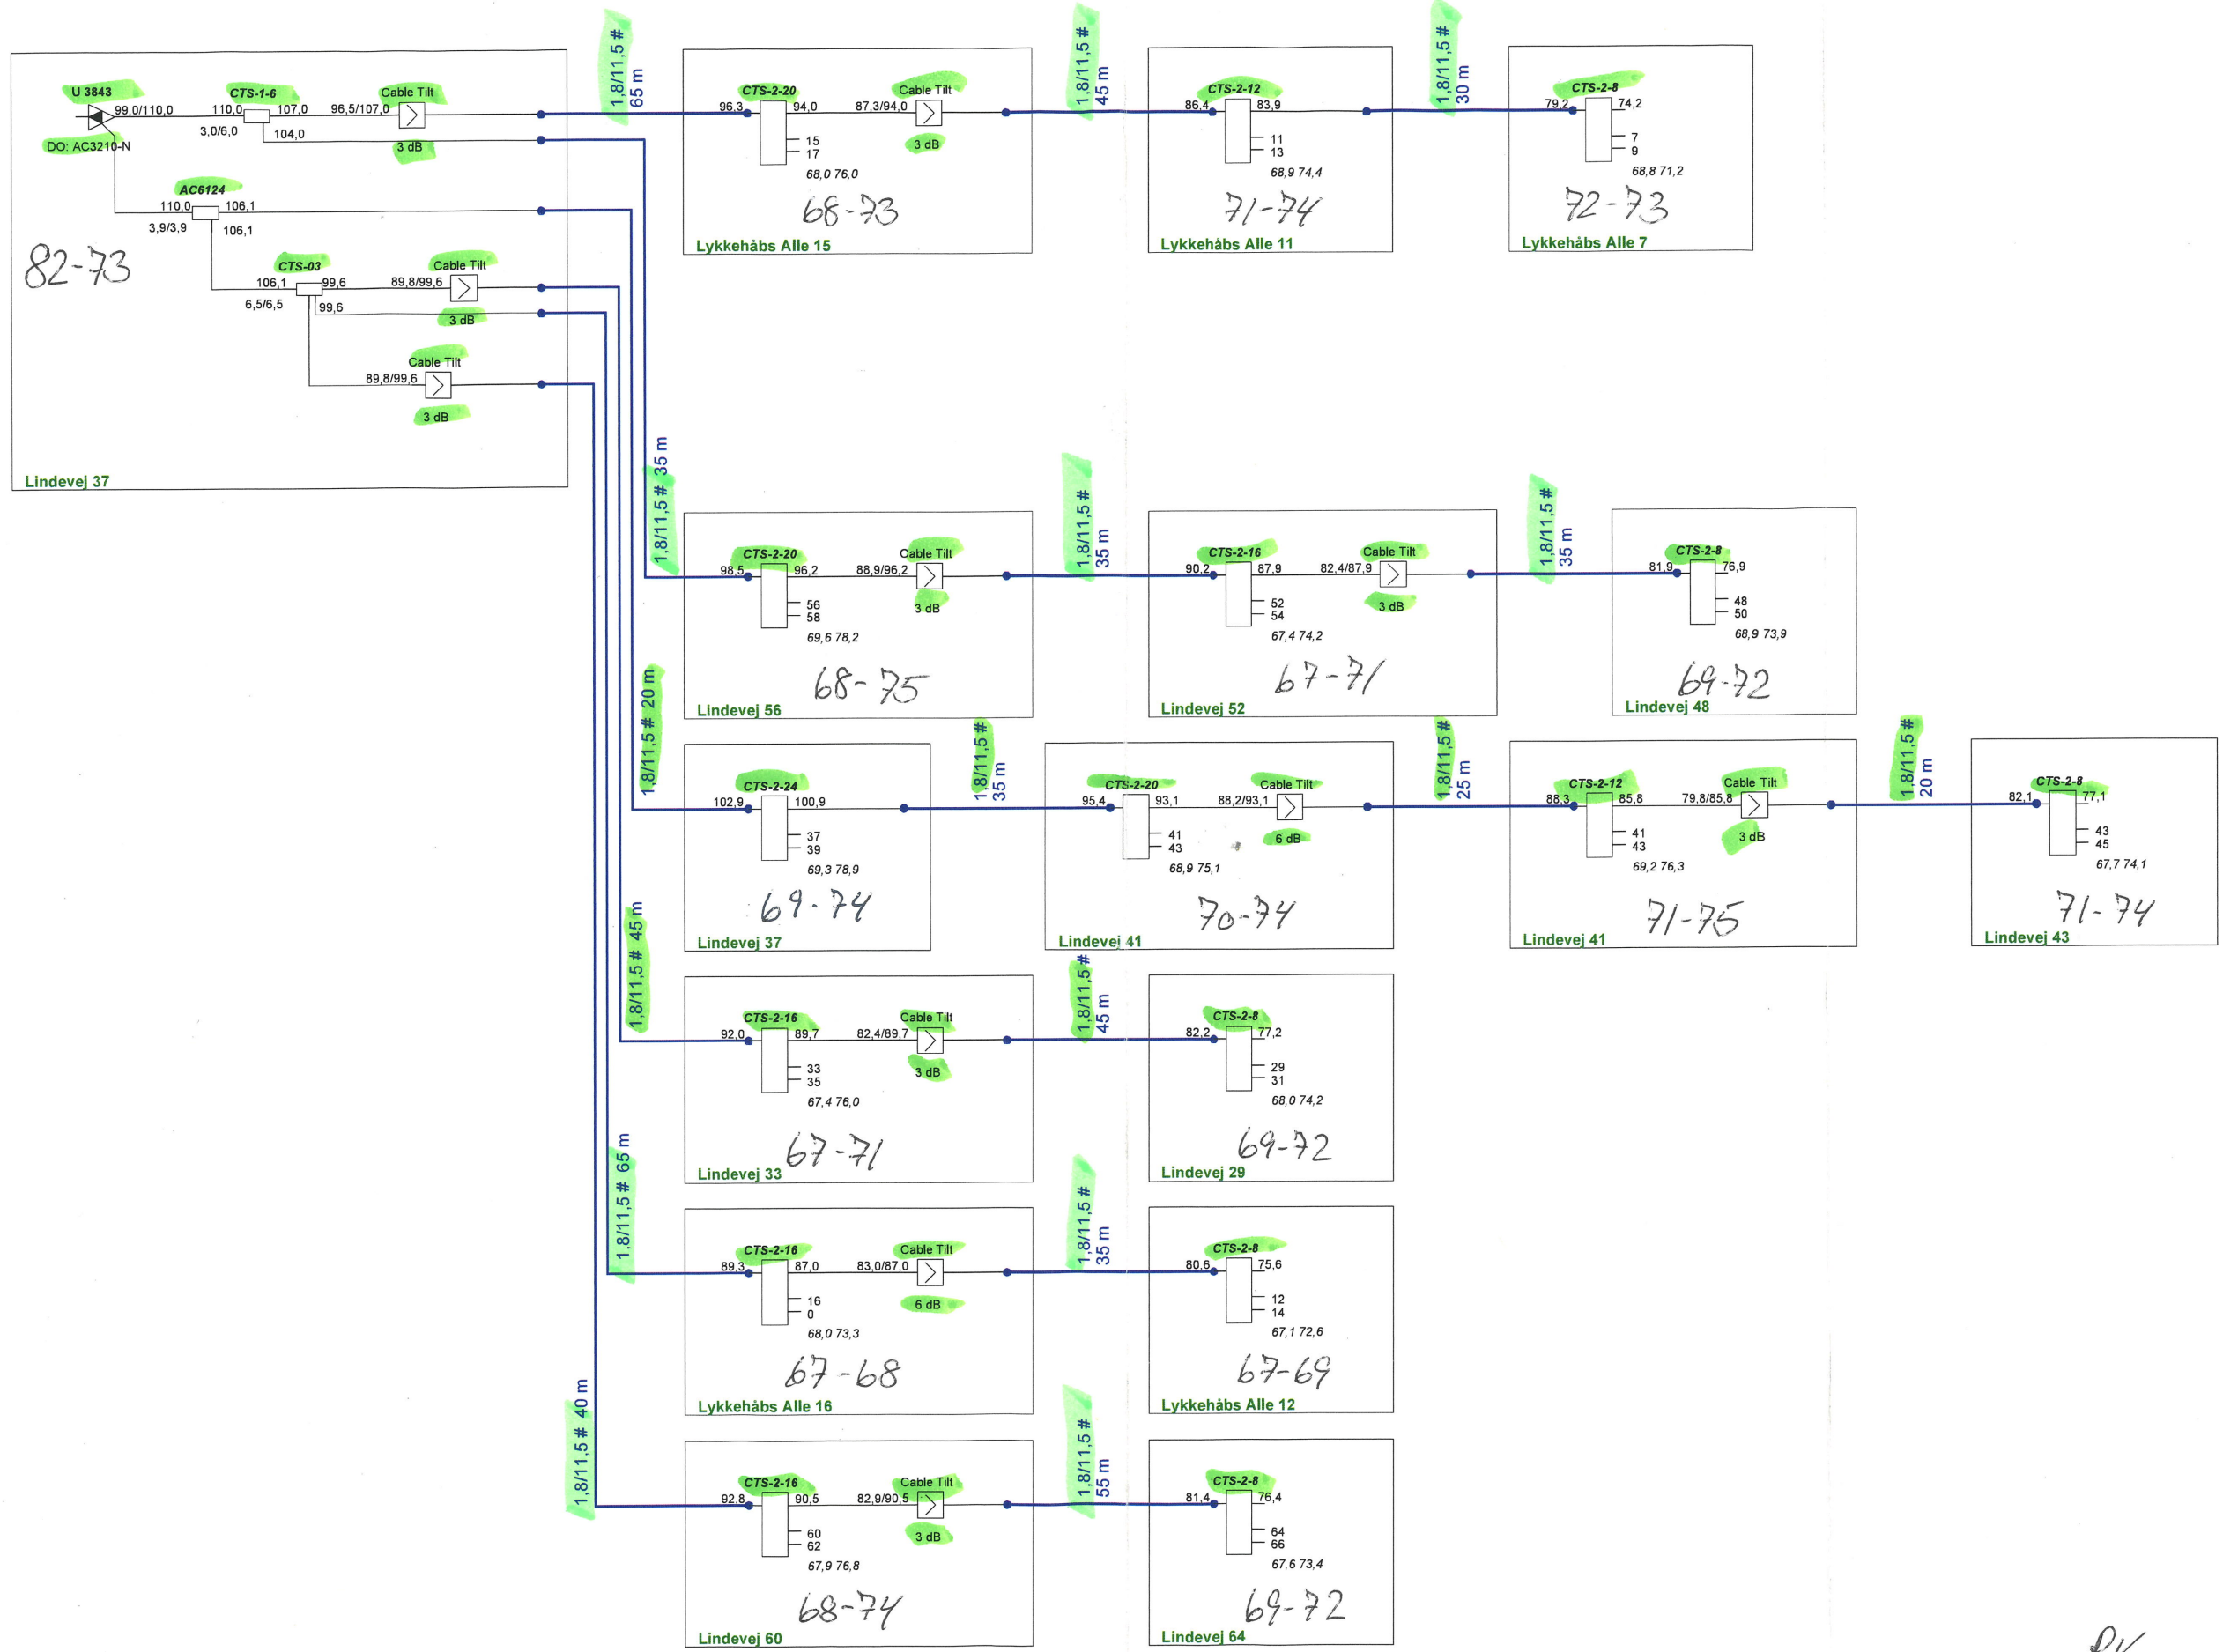 U 3843
99,0/110,0
DO: AC3210-N
CTS-1-6
110,0 107,0
3,0/6,0
104,0
Cable Tilt
96,5/107,0
3 dB
AC6124
110,0 106,1
3,9/3,9
106,1
CTS-03
106,1 99,6
6,5/6,5
99,6
Cable Tilt
89,8/99,6
3 dB
Cable Tilt
89,8/99,6
3 dB
82-73
Lindevej 37
1,8/11,5 #
65 m
CTS-2-20
96,3 94,0
15
17
68,0 76,0
Cable Tilt
87,3/94,0
3 dB
68-73
Lykkehåbs Alle 15
1,8/11,5 #
45 m
CTS-2-12
86,4 83,9
11
13
68,9 74,4
71-74
Lykkehåbs Alle 11
1,8/11,5 #
30 m
CTS-2-8
79,2 74,2
7
9
68,8 71,2
72-73
Lykkehåbs Alle 7
1,8/11,5 # 35 m
CTS-2-20
98,5 96,2
56
58
69,6 78,2
Cable Tilt
88,9/96,2
3 dB
68-75
Lindevej 56
1,8/11,5 #
35 m
CTS-2-16
90,2 87,9
52
54
67,4 74,2
Cable Tilt
82,4/87,9
3 dB
67-71
Lindevej 52
1,8/11,5 #
35 m
CTS-2-8
81,9 76,9
48
50
68,9 73,9
69-72
Lindevej 48
1,8/11,5 # 20 m
CTS-2-24
102,9 100,9
37
39
69,3 78,9
69-74
Lindevej 37
1,8/11,5 #
35 m
CTS-2-20
95,4 93,1
41
43
68,9 75,1
Cable Tilt
88,2/93,1
6 dB
70-74
Lindevej 41
1,8/11,5 #
25 m
CTS-2-12
88,3 85,8
41
43
69,2 76,3
Cable Tilt
79,8/85,8
3 dB
71-75
Lindevej 41
1,8/11,5 #
20 m
CTS-2-8
82,1 77,1
43
45
67,7 74,1
71-74
Lindevej 43
1,8/11,5 # 45 m
CTS-2-16
92,0 89,7
33
35
67,4 76,0
Cable Tilt
82,4/89,7
3 dB
67-71
Lindevej 33
1,8/11,5 #
45 m
CTS-2-8
82,2 77,2
29
31
68,0 74,2
69-72
Lindevej 29
1,8/11,5 # 65 m
CTS-2-16
89,3 87,0
16
0
68,0 73,3
Cable Tilt
83,0/87,0
6 dB
67-68
Lykkehåbs Alle 16
1,8/11,5 #
35 m
CTS-2-8
80,6 75,6
12
14
67,1 72,6
67-69
Lykkehåbs Alle 12
1,8/11,5 # 40 m
CTS-2-16
92,8 90,5
60
62
67,9 76,8
Cable Tilt
82,9/90,5
3 dB
68-74
Lindevej 60
1,8/11,5 #
55 m
CTS-2-8
81,4 76,4
64
66
67,6 73,4
69-72
Lindevej 64